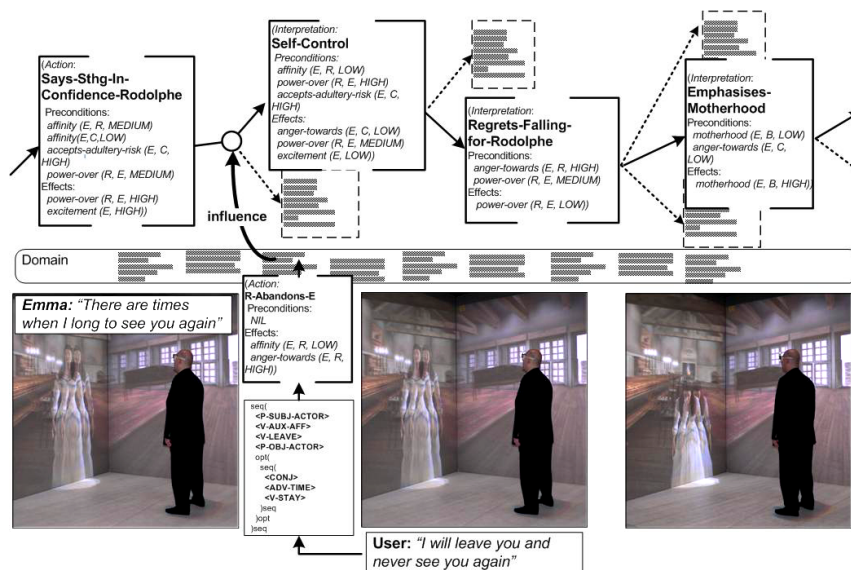 (Action:
Says-Sthg-In-
Confidence-Rodolphe
Preconditions:
affinity (E, R, MEDIUM)
affinity(E,C,LOW)
accepts-adultery-risk (E, C,
HIGH)
power-over (R, E, MEDIUM)
Effects:
power-over (R, E, HIGH)
excitement (E, HIGH))
(Interpretation:
Self-Control
Preconditions:
affinity (E, R, LOW)
power-over (R, E, HIGH)
accepts-adultery-risk (E, C,
HIGH)
Effects:
anger-towards (E, C, LOW)
power-over (R, E, MEDIUM)
excitement (E, LOW))
(Interpretation:
Regrets-Falling-
for-Rodolphe
Preconditions:
anger-towards (E, R, HIGH)
power-over (R, E, MEDIUM)
Effects:
power-over (R, E, LOW))
(Interpretation:
Emphasises-
Motherhood
Preconditions:
motherhood (E, B, LOW)
anger-towards (E, C,
LOW)
Effects:
motherhood (E, B, HIGH))
influence
Domain
(Action:
R-Abandons-E
Preconditions:
NIL
Effects:
affinity (E, R, LOW)
anger-towards (E, R,
HIGH))
Emma: “There are times
when I long to see you again”
seq(
<P-SUBJ-ACTOR>
<V-AUX-AFF>
<V-LEAVE>
<P-OBJ-ACTOR>
opt(
seq(
<CONJ>
<ADV-TIME>
<V-STAY>
)seq
)opt
)seq
User: “I will leave you and
never see you again”